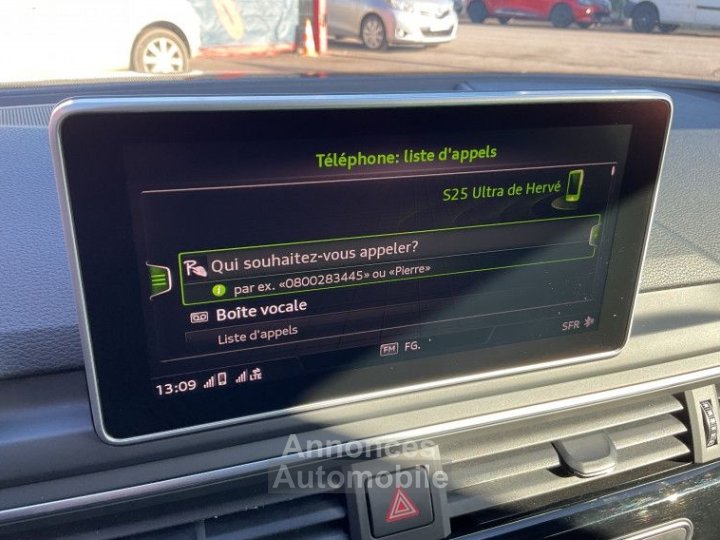 Téléphone: liste d'appels
S25 Ultra de Hervé
Qui souhaitez-vous appeler?
i par ex. «0800283445» ou «Pierre»
Boîte vocale
Liste d'appels
SFR
FM FG.
13:09 LTE
Annonces
Automobile